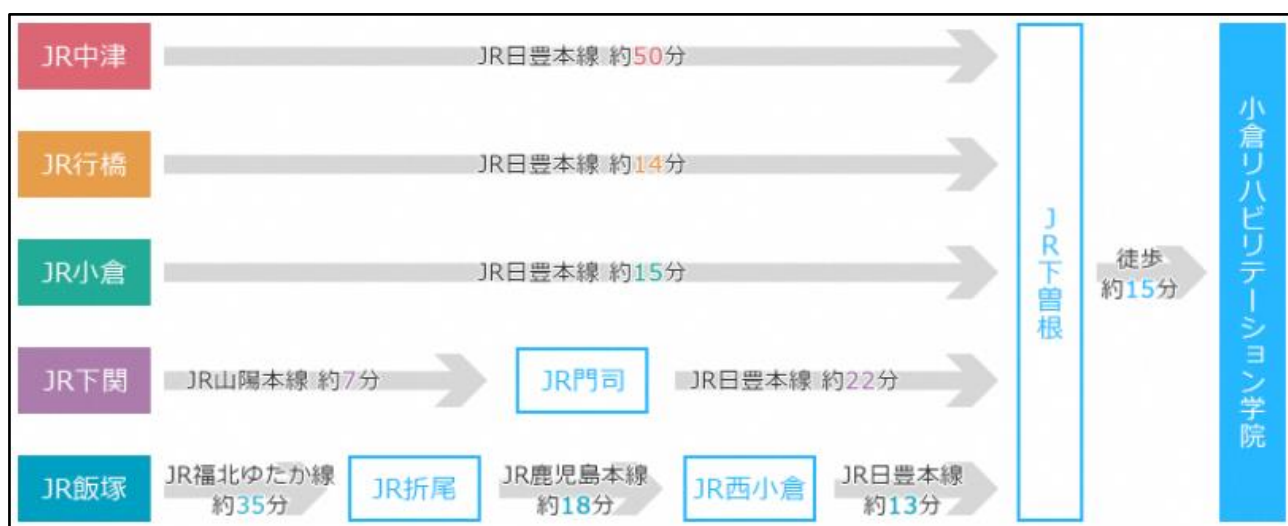 JR中津
JR日豊本線 約50分
JR行橋
JR日豊本線 約14分
JR小倉
JR日豊本線 約15分
JR下関
JR山陽本線 約7分
JR門司
JR日豊本線 約22分
JR飯塚
JR福北ゆたか線
約35分
JR折尾
JR鹿児島本線
約18分
JR西小倉
JR日豊本線
約13分
JR下曽根
徒歩
約15分
小倉リハビリテーション学院